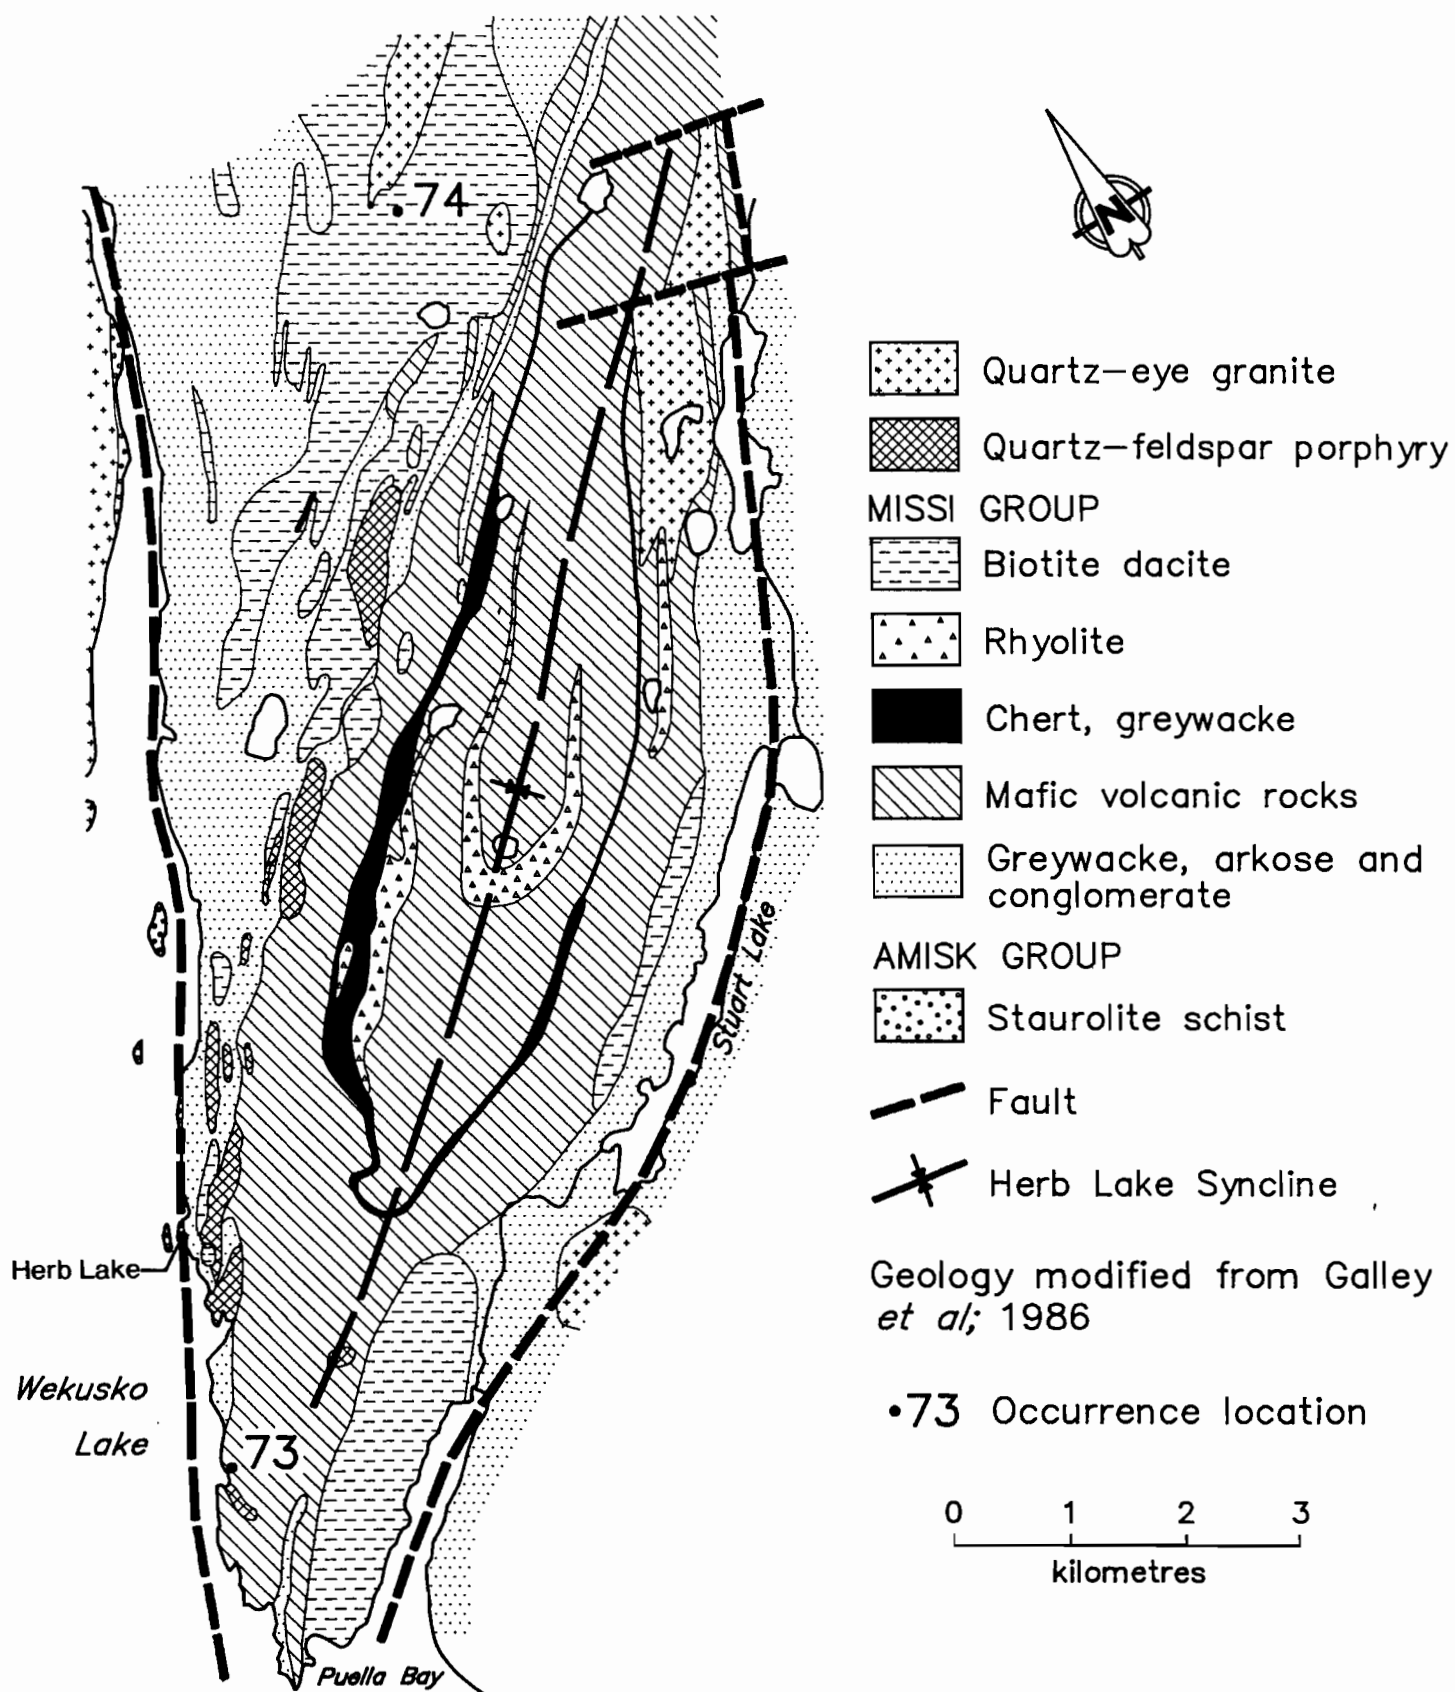 74
N
Quartz-eye granite
Quartz-feldspar porphyry
MISSI GROUP
Biotite dacite
Rhyolite
Chert, greywacke
Mafic volcanic rocks
Greywacke, arkose and
conglomerate
AMISK GROUP
Staurolite schist
Fault
Herb Lake Syncline
Geology modified from Galley
et al; 1986
•73 Occurrence location
0 1 2 3
kilometres
Stuart Lake
Herb Lake
Wekusko
Lake
73
Puella Bay